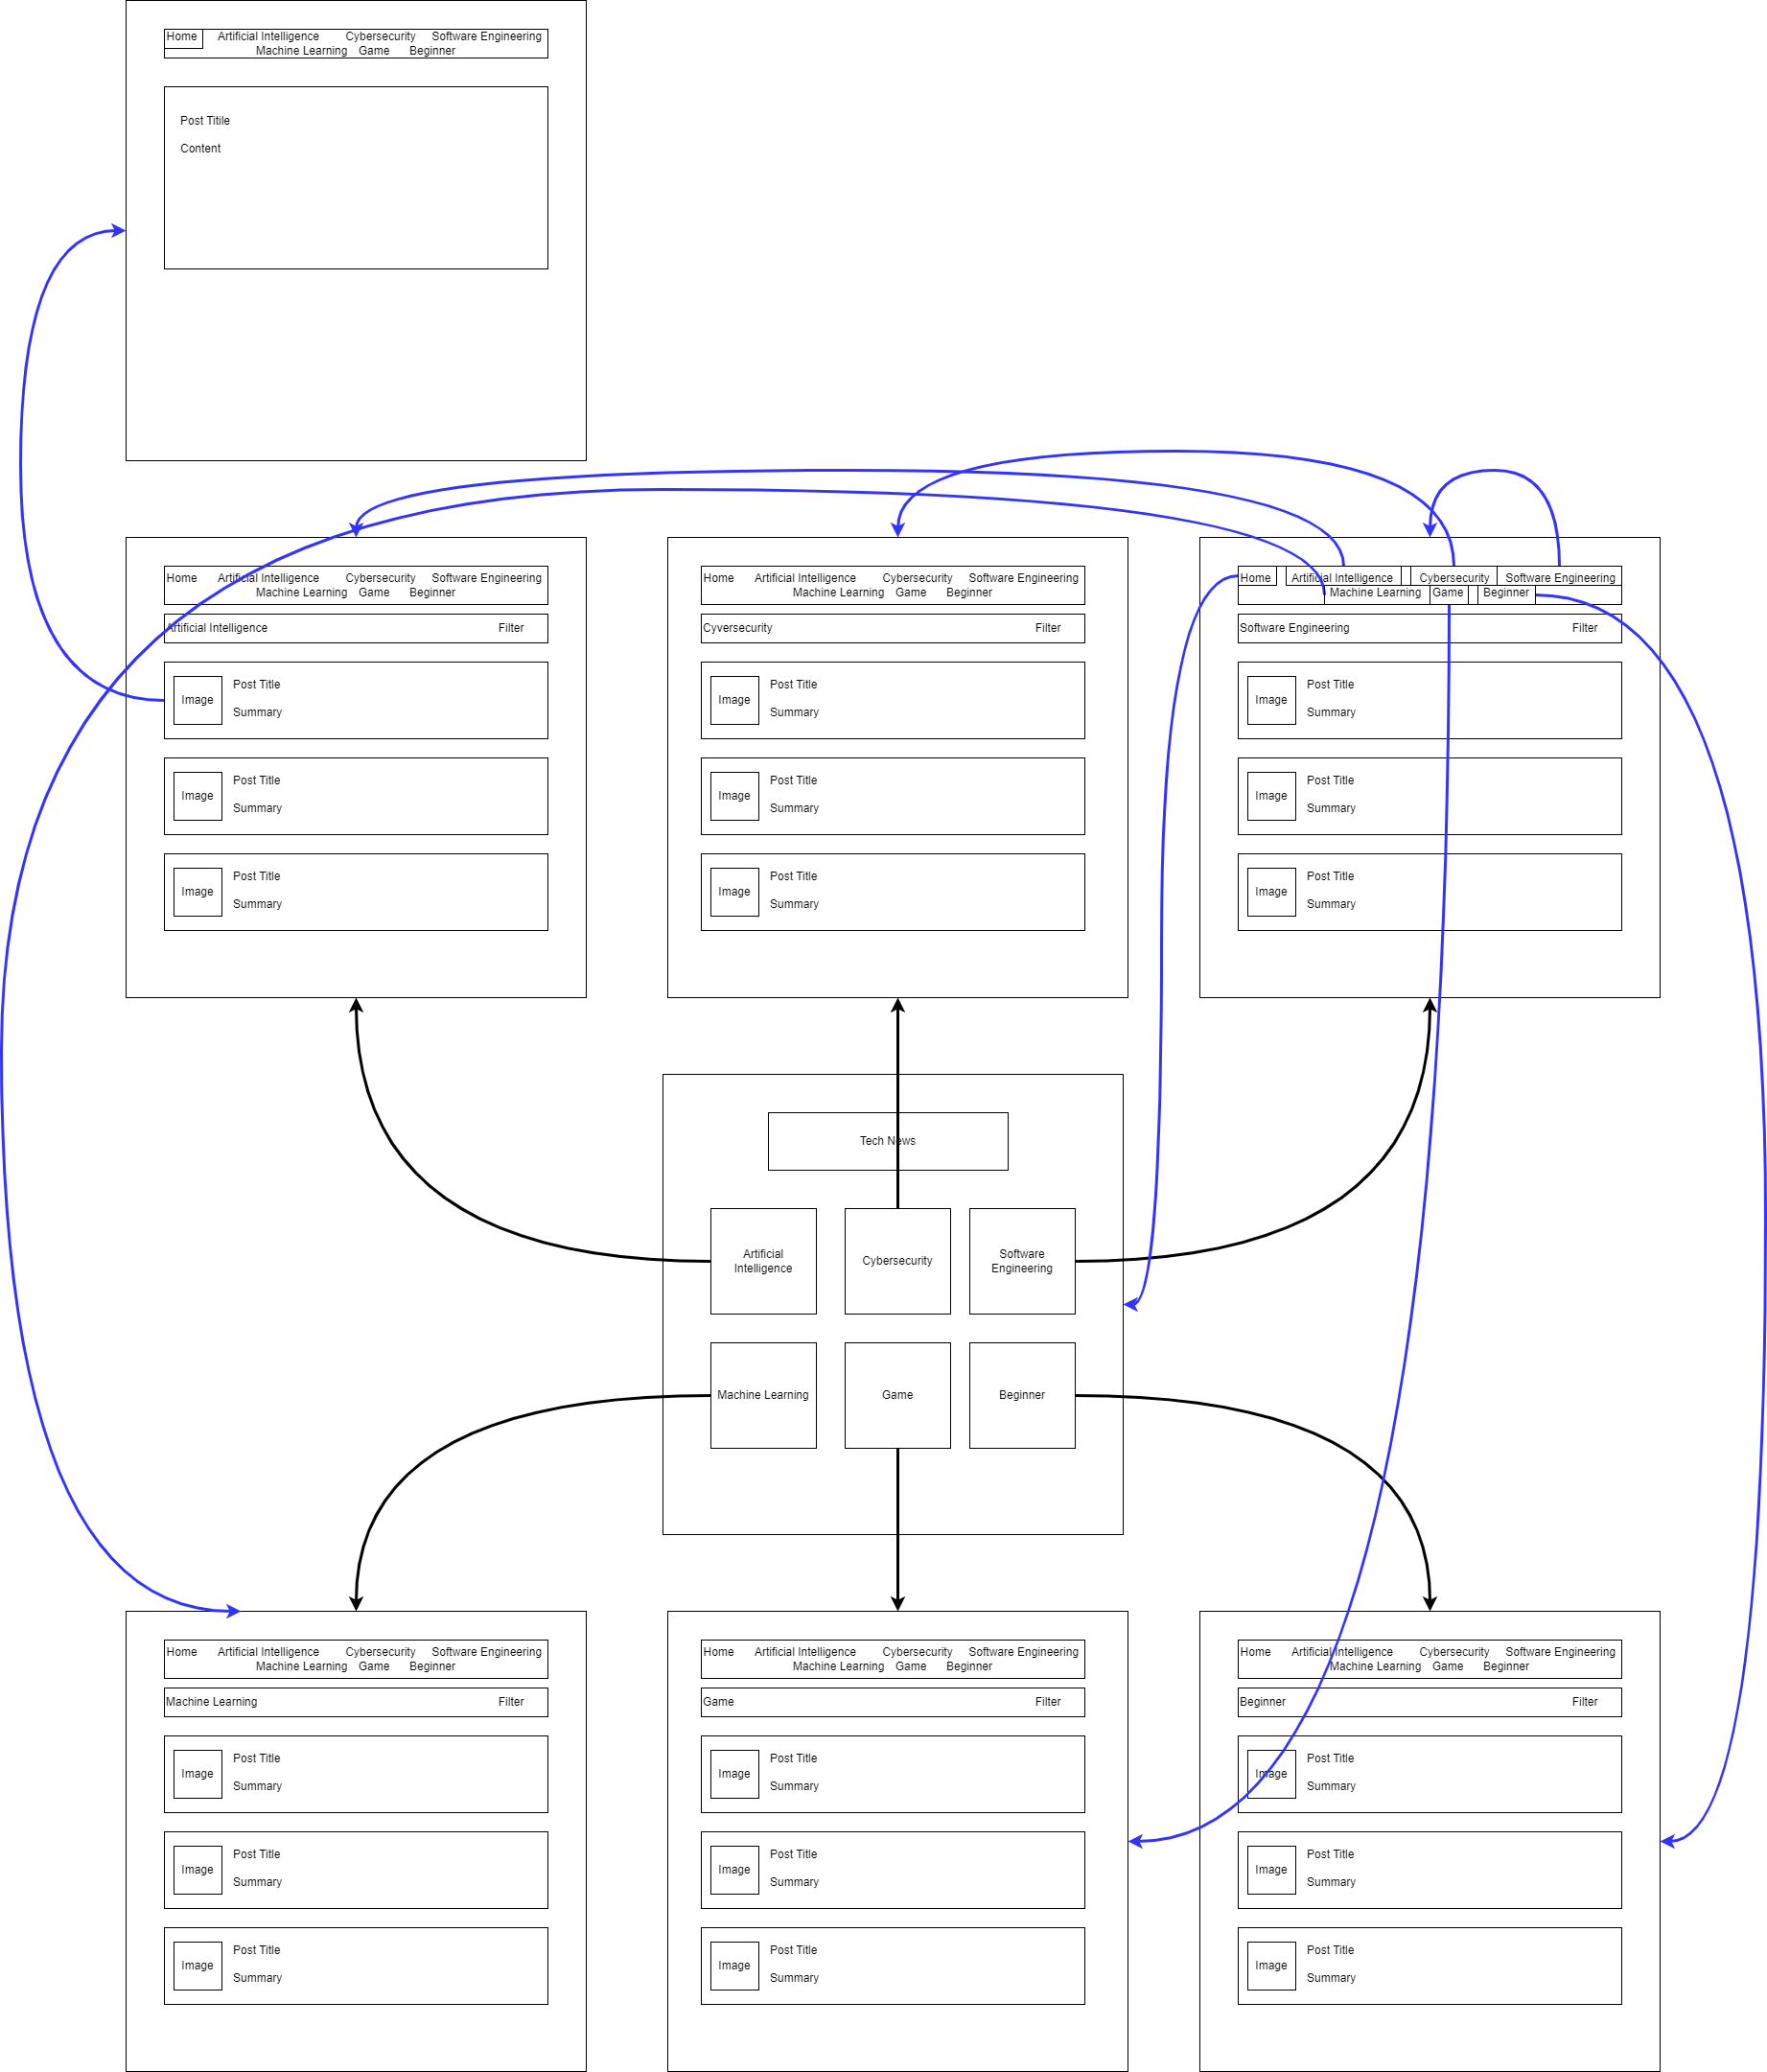 Home Artificial Intelligence Cybersecurity Software Engineering
Machine Learning Game Beginner
Post Titile
Content
Home Artificial Intelligence Cybersecurity Software Engineering
Machine Learning Game Beginner
Artificial Intelligence Filter
Image
Post Title
Summary
Image
Post Title
Summary
Image
Post Title
Summary
Home Artificial Intelligence Cybersecurity Software Engineering
Machine Learning Game Beginner
Cyversecurity Filter
Image
Post Title
Summary
Image
Post Title
Summary
Image
Post Title
Summary
Home Artificial Intelligence Cybersecurity Software Engineering
Machine Learning Game Beginner
Software Engineering Filter
Image
Post Title
Summary
Image
Post Title
Summary
Image
Post Title
Summary
Tech News
Artificial
Intelligence
Cybersecurity
Software
Engineering
Machine Learning
Game
Beginner
Home Artificial Intelligence Cybersecurity Software Engineering
Machine Learning Game Beginner
Machine Learning Filter
Image
Post Title
Summary
Image
Post Title
Summary
Image
Post Title
Summary
Home Artificial Intelligence Cybersecurity Software Engineering
Machine Learning Game Beginner
Game Filter
Image
Post Title
Summary
Image
Post Title
Summary
Image
Post Title
Summary
Home Artificial Intelligence Cybersecurity Software Engineering
Machine Learning Game Beginner
Beginner Filter
Image
Post Title
Summary
Image
Post Title
Summary
Image
Post Title
Summary